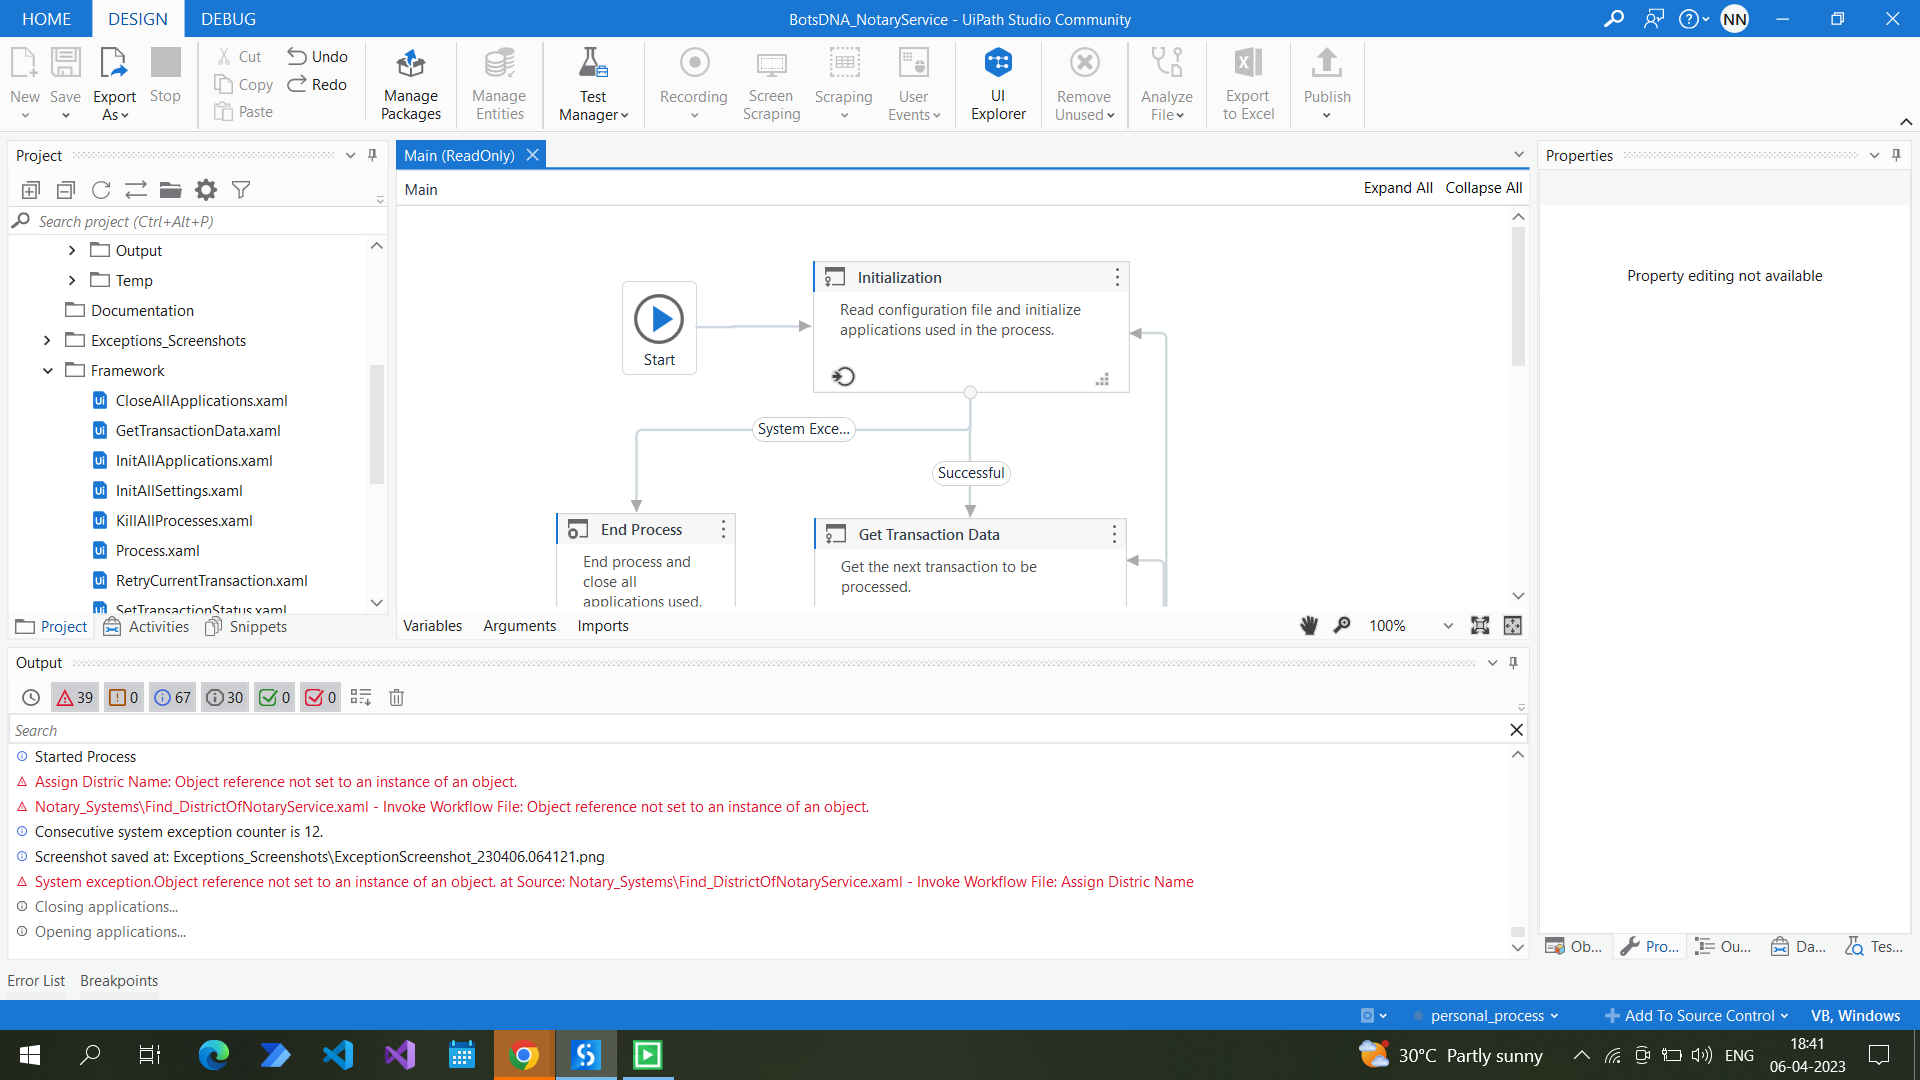 HOME DESIGN DEBUG
BotsDNA_NotaryService - UiPath Studio Community
NN
New
Save
Export
As
Stop
Cut
Copy
Paste
Undo
Redo
Manage
Packages
Manage
Entities
Test
Manager
Recording
Screen
Scraping
Scraping
User
Events
UI
Explorer
Remove
Unused
Analyze
File
Export
to Excel
Publish
Project
Search project (Ctrl+Alt+P)
Output
Temp
Documentation
Exceptions_Screenshots
Framework
CloseAllApplications.xaml
GetTransactionData.xaml
InitAllApplications.xaml
InitAllSettings.xaml
KillAllProcesses.xaml
Process.xaml
RetryCurrentTransaction.xaml
SetTransactionStatus.xaml
Project Activities Snippets
Main (ReadOnly)
Main
Expand All Collapse All
Start
Initialization
Read configuration file and initialize
applications used in the process.
System Exce...
Successful
End Process
End process and
close all
applications used.
Get Transaction Data
Get the next transaction to be
processed.
Variables Arguments Imports
100%
Properties
Property editing not available
Output
39 0 67 30 0 0
Search
Started Process
Assign Distric Name: Object reference not set to an instance of an object.
Notary_Systems\Find_DistrictOfNotaryService.xaml - Invoke Workflow File: Object reference not set to an instance of an object.
Consecutive system exception counter is 12.
Screenshot saved at: Exceptions_Screenshots\ExceptionScreenshot_230406.064121.png
System exception.Object reference not set to an instance of an object. at Source: Notary_Systems\Find_DistrictOfNotaryService.xaml - Invoke Workflow File: Assign Distric Name
Closing applications...
Opening applications...
Ob... Pro... Ou... Da... Tes...
Error List Breakpoints
personal_process Add To Source Control VB, Windows
30°C Partly sunny
ENG
18:41
06-04-2023